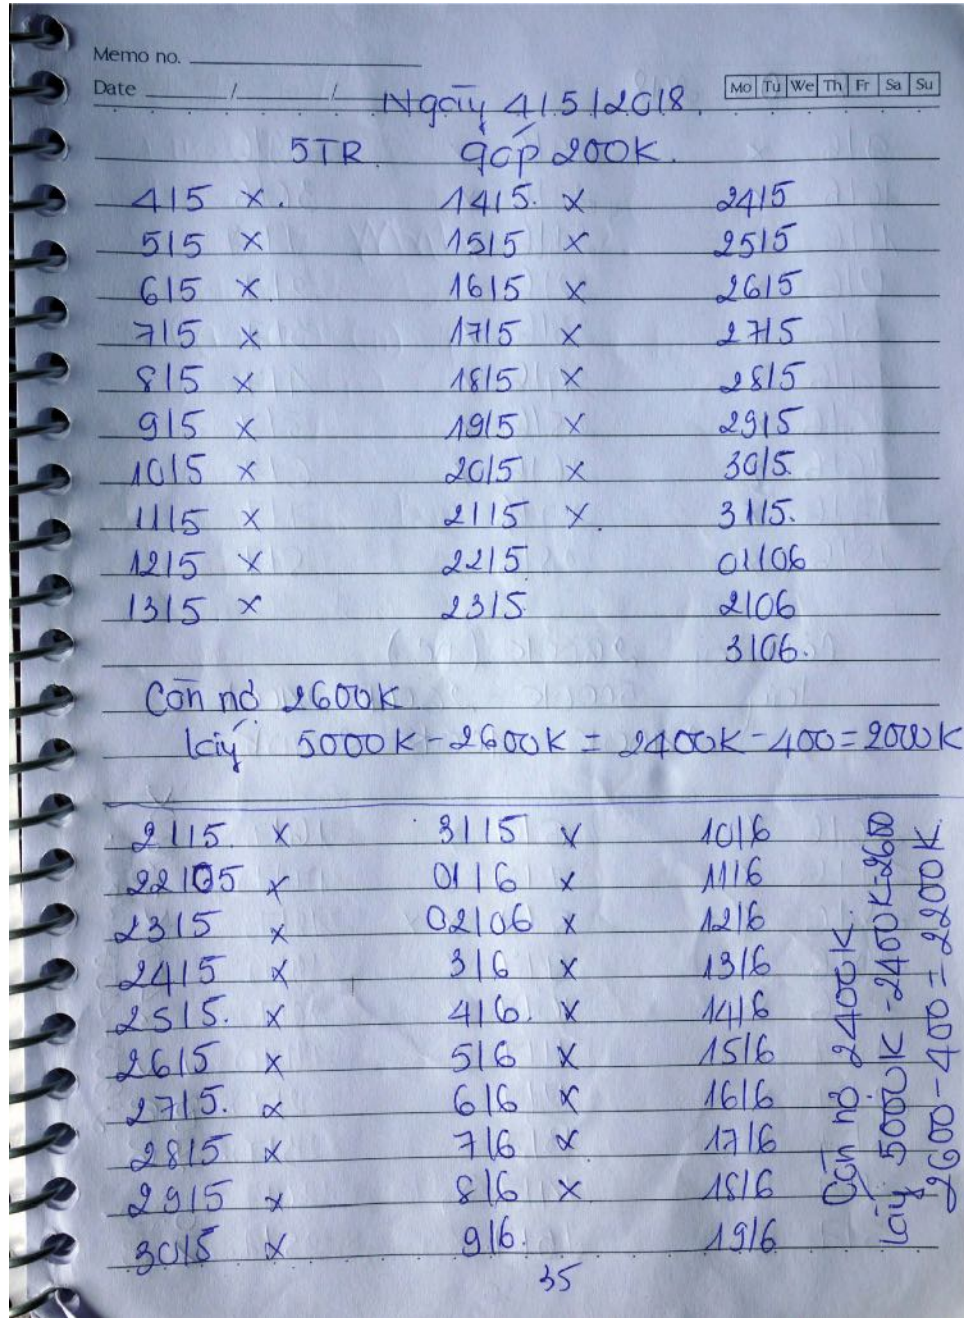 Memo no.
Date / / Mo Tu We Th Fr Sa Su
Ngày 4/5/2018.
5TR. góp 200K.
4/5 x. 14/5. x 24/5
5/5 x 15/5 x 25/5
6/5 x 16/5 x 26/5
7/5 x 17/5 x 27/5
8/5 x 18/5 x 28/5
9/5 x 19/5 x 29/5
10/5 x 20/5 x 30/5.
11/5 x 21/5 x. 31/5.
12/5 x 22/5 01/06
13/5 x 23/5 2/06
3/06.
Còn nợ 2600K
lấy 5000K-2600K = 2400K-400=2000K
21/5. x 31/5 x 10/6
22/05 x 01/6 x 11/6
23/5 x 02/06 x 12/6
24/5 x 3/6 x 13/6
25/5. x 4/6. x 14/6
26/5 x 5/6 x 15/6
27/5. x 6/6 x 16/6
28/5 x 7/6 x 17/6
29/5 x 8/6 x 18/6
30/5 x 9/6. 19/6
Còn nợ 2400K.
lấy 5000K-2400K=2600
2600-400=2200K.
35